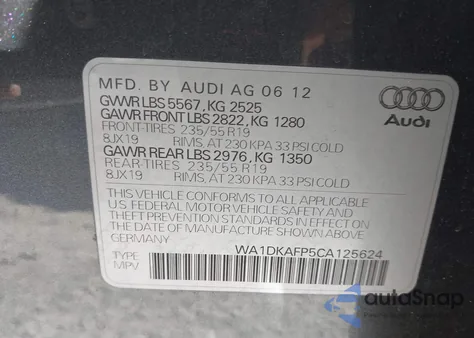 MFD. BY AUDI AG 06 12
GVWR LBS 5567, KG 2525
GAWR FRONT LBS 2822, KG 1280
FRONT-TIRES 235/55 R19
8JX19 RIMS, AT 230 KPA 33 PSI COLD
GAWR REAR LBS 2976, KG 1350
REAR-TIRES 235/55 R19
8JX19 RIMS, AT 230 KPA 33 PSI COLD
THIS VEHICLE CONFORMS TO ALL APPLICABLE
U.S FEDERAL MOTOR VEHICLE SAFETY AND
THEFT PREVENTION STANDARDS IN EFFECT ON
THE DATE OF MANUFACTURE SHOWN ABOVE.
WA1DKAFP5CA125624
TYPE
MPV
Audi
autoSnap